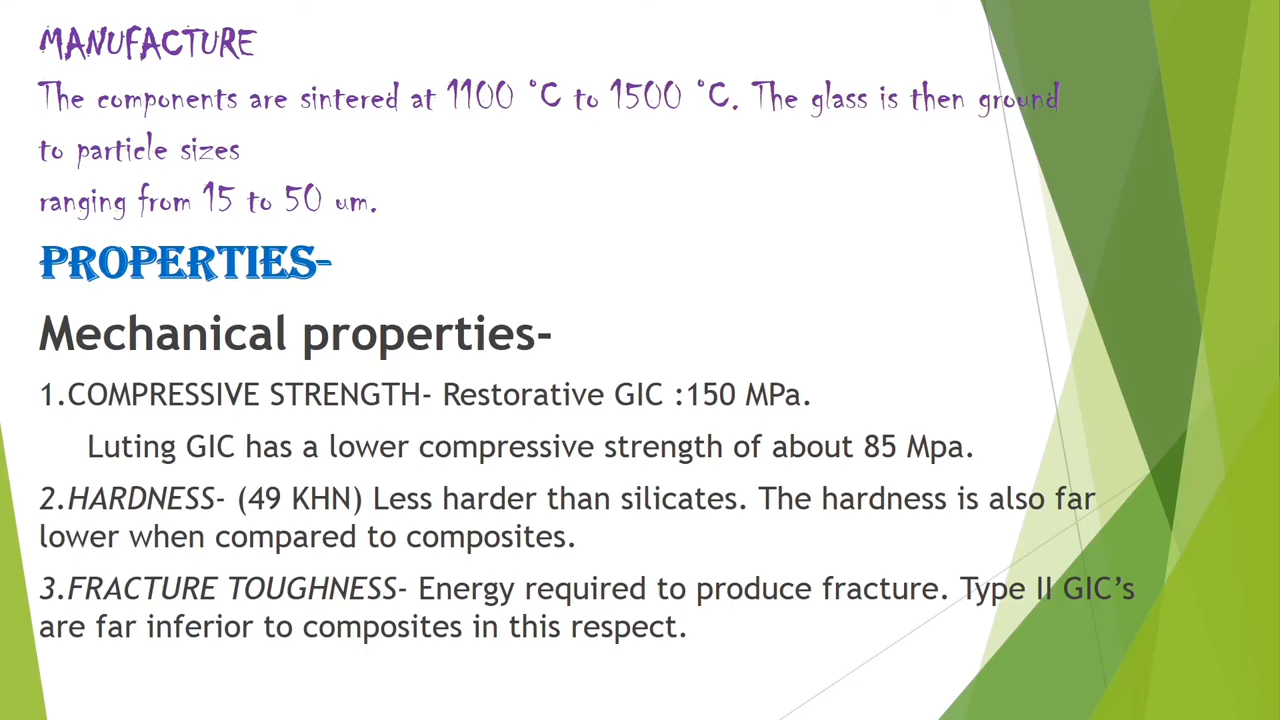 MANUFACTURE
The components are sintered at 1100 °C to 1500 °C. The glass is then ground
to particle sizes
ranging from 15 to 50 um.
PROPERTIES-
Mechanical properties-
1.COMPRESSIVE STRENGTH- Restorative GIC :150 MPa.
Luting GIC has a lower compressive strength of about 85 Mpa.
2.HARDNESS- (49 KHN) Less harder than silicates. The hardness is also far
lower when compared to composites.
3.FRACTURE TOUGHNESS- Energy required to produce fracture. Type II GIC’s
are far inferior to composites in this respect.